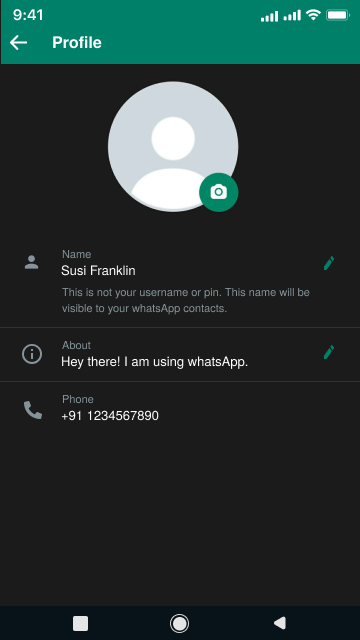 9:41
Profile
Name
Susi Franklin
This is not your username or pin. This name will be
visible to your whatsApp contacts.
About
Hey there! I am using whatsApp.
Phone
+91 1234567890